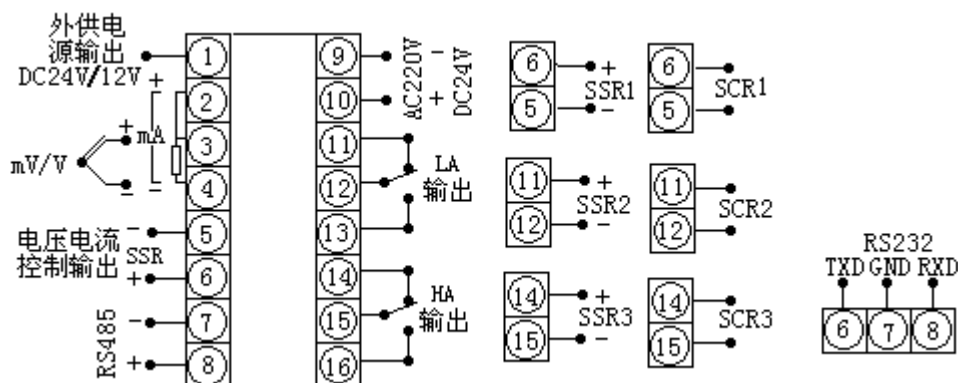 外供电
源输出
DC24V/12V
+
mA
−
+
mV/V
−
电压电流
控制输出
−
SSR
+
RS485
−
+
1
2
3
4
5
6
7
8
9
10
11
12
13
14
15
16
AC220V
− +
DC24V
LA
输出
HA
输出
6
5
+
SSR1
−
6
5
SCR1
11
12
+
SSR2
−
11
12
SCR2
14
15
+
SSR3
−
14
15
SCR3
RS232
TXD GND RXD
6 7 8